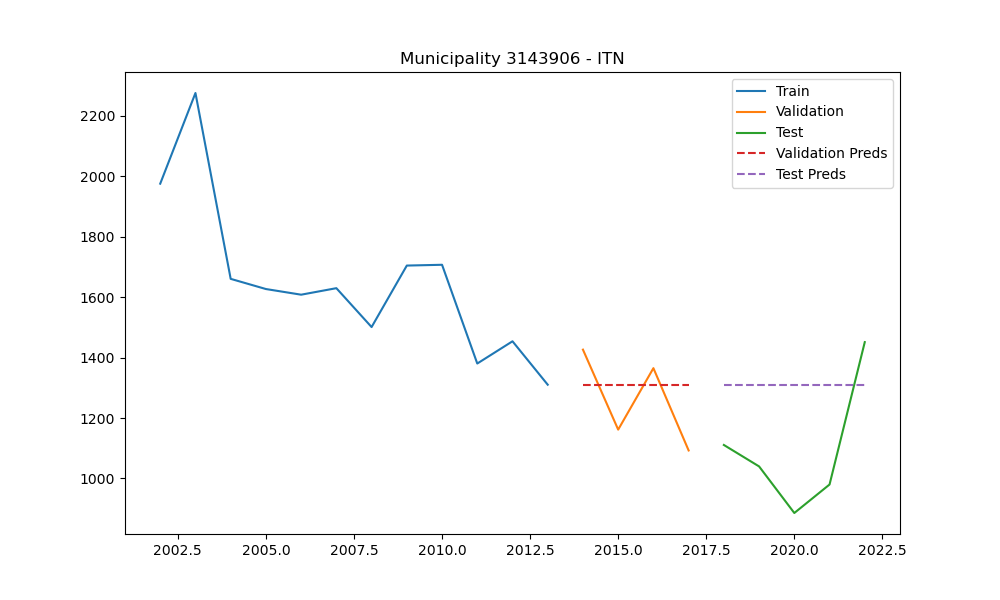 Municipality 3143906 - ITN
Train
Validation
Test
Validation Preds
Test Preds
2200
2000
1800
1600
1400
1200
1000
2002.5 2005.0 2007.5 2010.0 2012.5 2015.0 2017.5 2020.0 2022.5